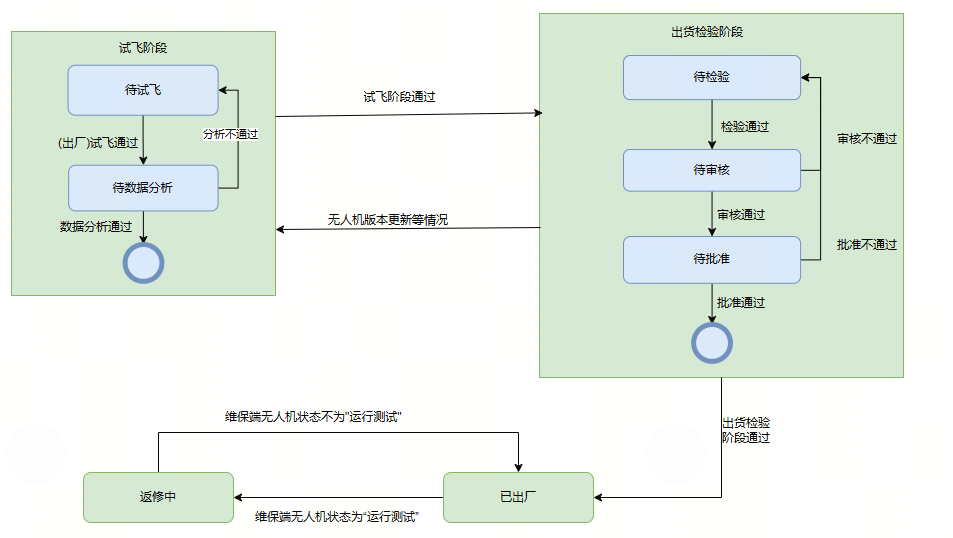 试飞阶段
待试飞
(出厂)试飞通过
分析不通过
待数据分析
数据分析通过
试飞阶段通过
无人机版本更新等情况
出货检验阶段
待检验
检验通过
审核不通过
待审核
审核通过
批准不通过
待批准
批准通过
出货检验
阶段通过
维保端无人机状态不为"运行测试"
返修中
已出厂
维保端无人机状态为“运行测试”